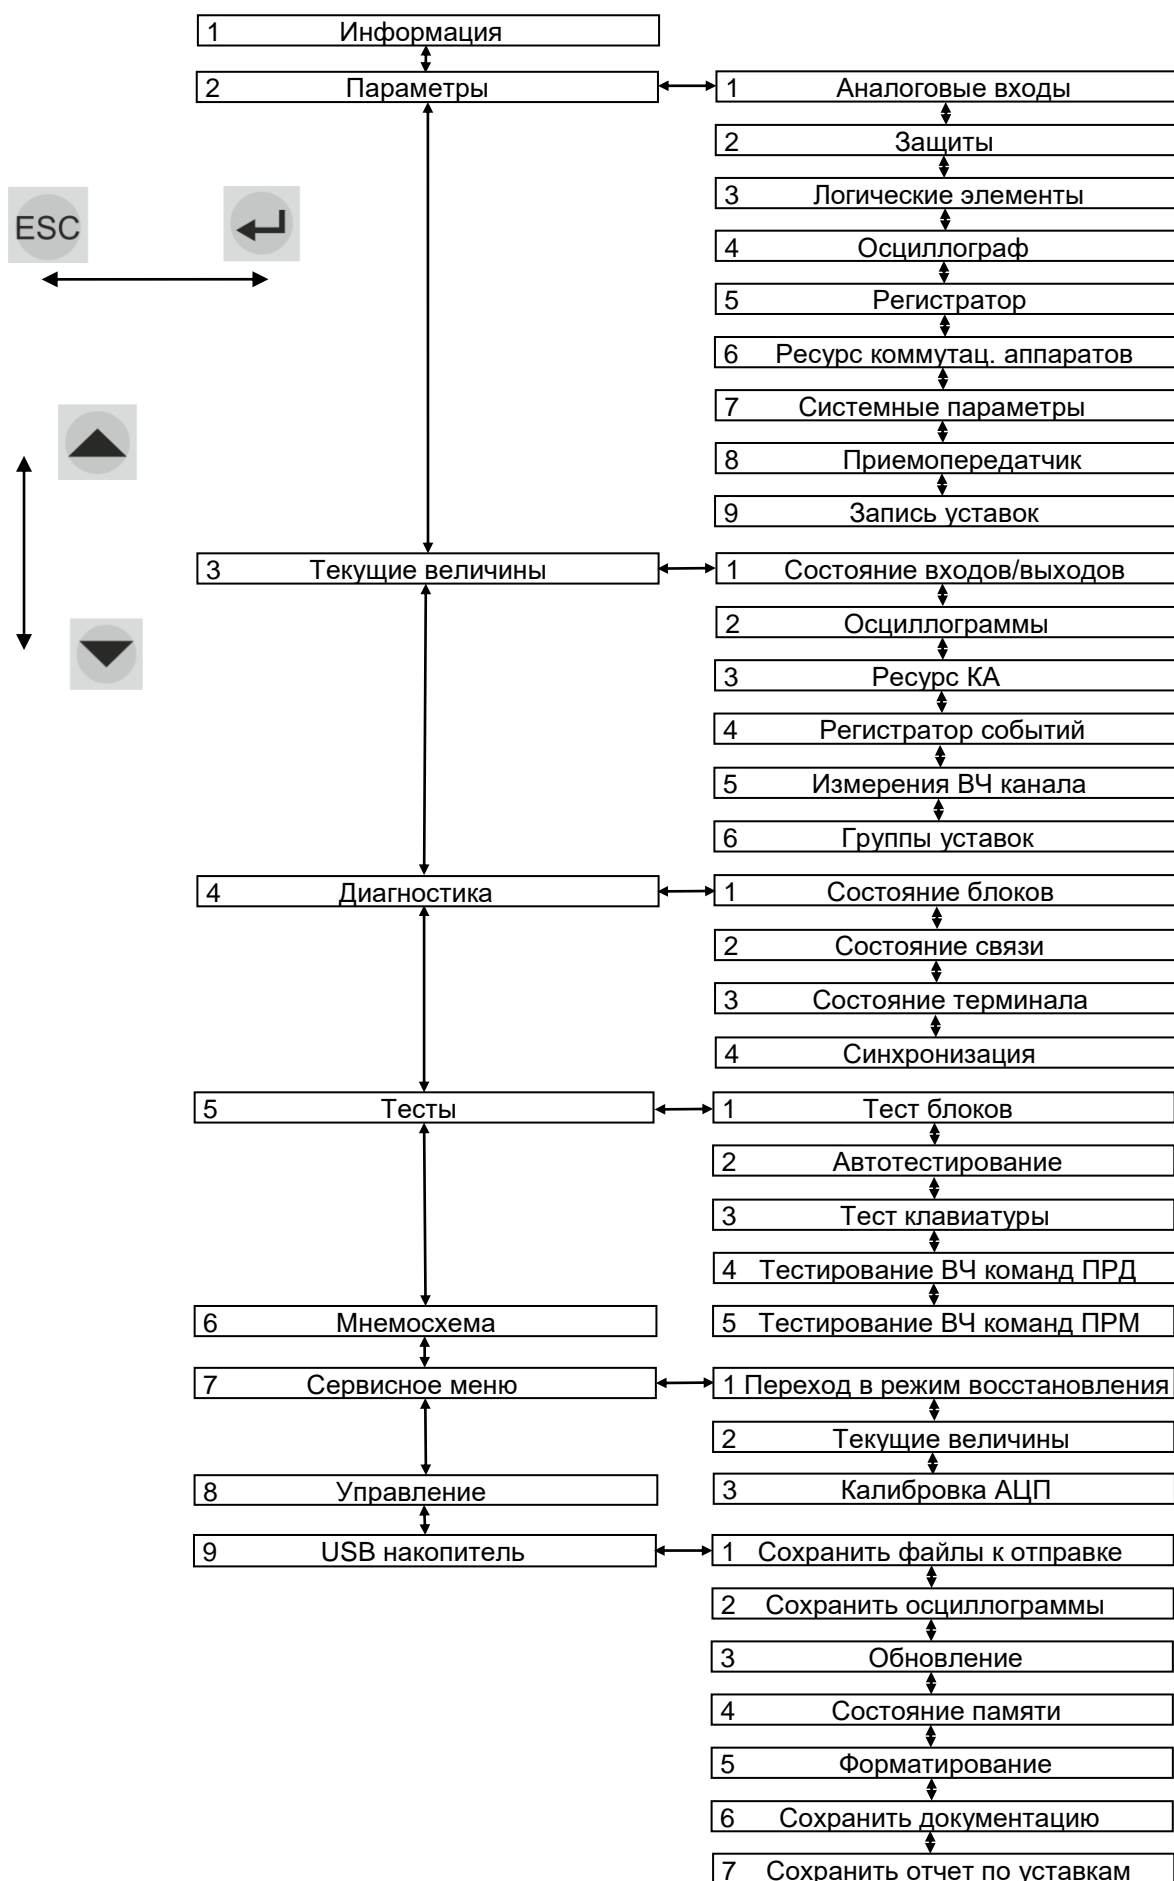 1 Информация
2 Параметры
1 Аналоговые входы
2 Защиты
3 Логические элементы
ESC
4 Осциллограф
5 Регистратор
6 Ресурс коммутац. аппаратов
7 Системные параметры
8 Приемопередатчик
9 Запись уставок
3 Текущие величины
1 Состояние входов/выходов
2 Осциллограммы
3 Ресурс КА
4 Регистратор событий
5 Измерения ВЧ канала
6 Группы уставок
4 Диагностика
1 Состояние блоков
2 Состояние связи
3 Состояние терминала
4 Синхронизация
5 Тесты
1 Тест блоков
2 Автотестирование
3 Тест клавиатуры
4 Тестирование ВЧ команд ПРД
5 Тестирование ВЧ команд ПРМ
6 Мнемосхема
7 Сервисное меню
1 Переход в режим восстановления
2 Текущие величины
3 Калибровка АЦП
8 Управление
9 USB накопитель
1 Сохранить файлы к отправке
2 Сохранить осциллограммы
3 Обновление
4 Состояние памяти
5 Форматирование
6 Сохранить документацию
7 Сохранить отчет по уставкам